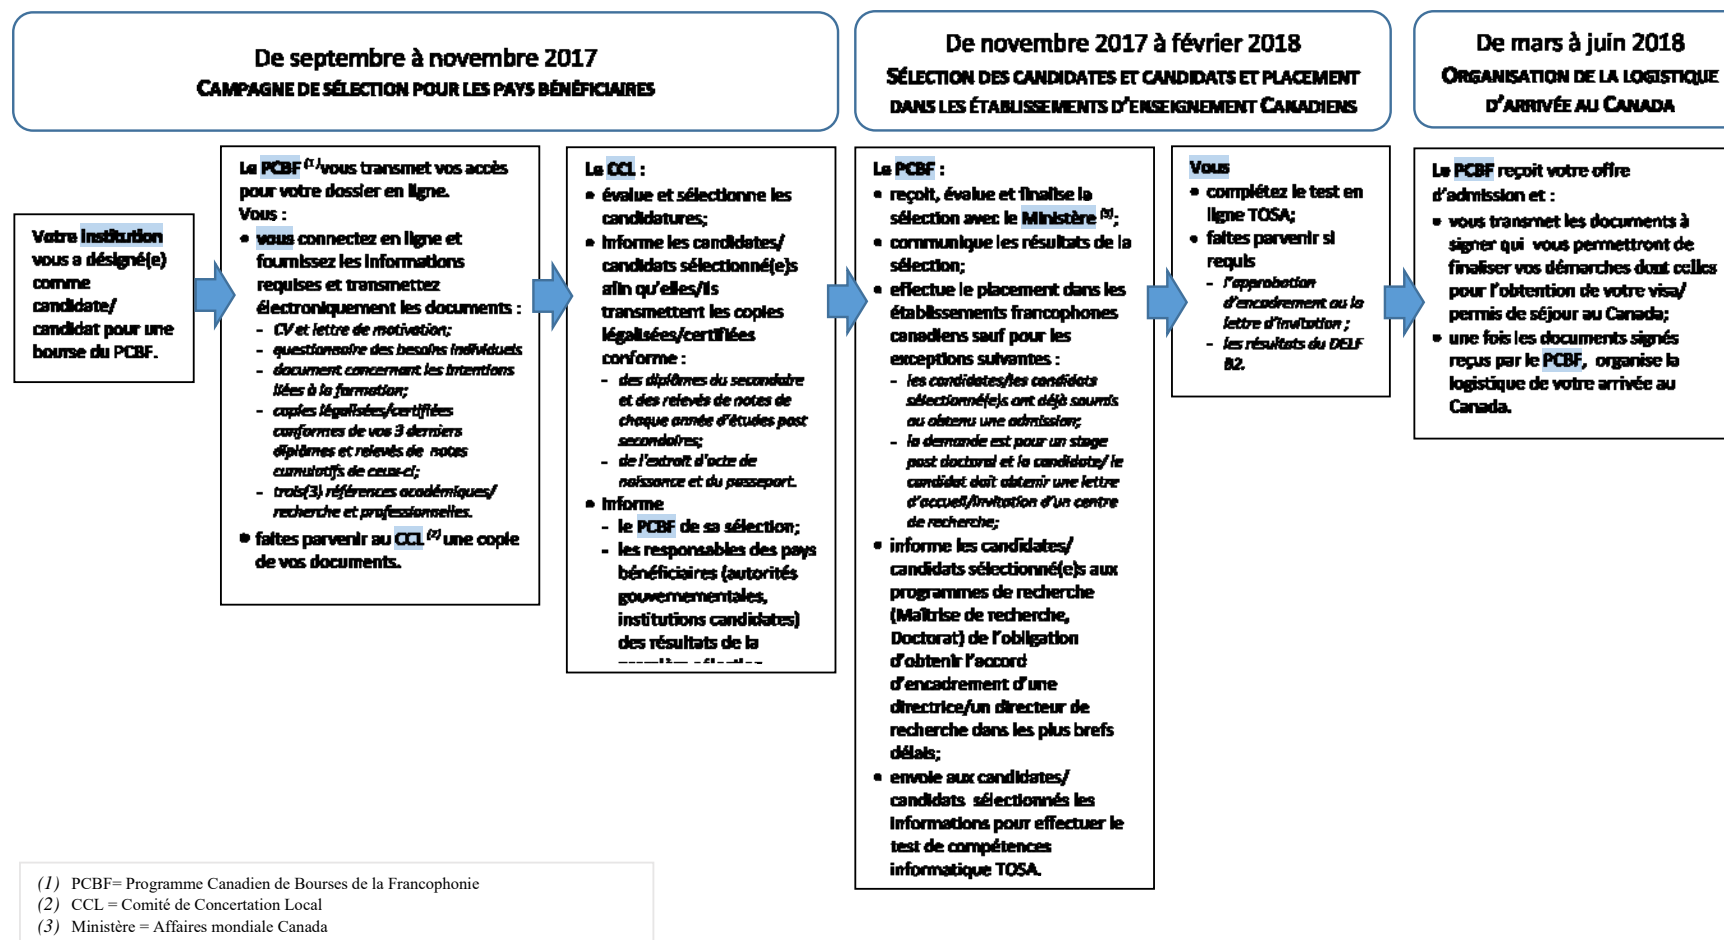 De septembre à novembre 2017
CAMPAGNE DE SÉLECTION POUR LES PAYS BÉNÉFICIAIRES
De novembre 2017 à février 2018
SÉLECTION DES CANDIDATES ET CANDIDATS ET PLACEMENT
DANS LES ÉTABLISSEMENTS D'ENSEIGNEMENT CANADIENS
De mars à juin 2018
ORGANISATION DE LA LOGISTIQUE
D'ARRIVÉE AU CANADA
Votre institution
vous a désigné(e)
comme
candidate/
candidat pour une
bourse du PCBF.
Le PCBF (1) vous transmet vos accès
pour votre dossier en ligne.
Vous :
• vous connectez en ligne et
fournissez les informations
requises et transmettez
électroniquement les documents :
- CV et lettre de motivation;
- questionnaire des besoins individuels
- document concernant les intentions
liées à la formation;
- copies légalisées/certifiées
conformes de vos 3 derniers
diplômes et relevés de notes
cumulatifs de ceux-ci;
- trois(3) références académiques/
recherche et professionnelles.
• faites parvenir au CCL (2) une copie
de vos documents.
Le CCL :
• évalue et sélectionne les
candidatures;
• informe les candidates/
candidats sélectionné(e)s
afin qu'elles/ils
transmettent les copies
légalisées/certifiées
conforme :
- des diplômes du secondaire
et des relevés de notes de
chaque année d'études post
secondaires;
- de l'extrait d'acte de
naissance et du passeport.
• Informe
- le PCBF de sa sélection;
- les responsables des pays
bénéficiaires (autorités
gouvernementales,
institutions candidates)
des résultats de la
première sélection
Le PCBF :
• reçoit, évalue et finalise la
sélection avec le Ministère (3);
• communique les résultats de la
sélection;
• effectue le placement dans les
établissements francophones
canadiens sauf pour les
exceptions suivantes :
- les candidates/les candidats
sélectionné(e)s ont déjà soumis
ou obtenu une admission;
- la demande est pour un stage
post doctoral et la candidate/ le
candidat doit obtenir une lettre
d'accueil/invitation d'un centre
de recherche;
• informe les candidates/
candidats sélectionné(e)s aux
programmes de recherche
(Maîtrise de recherche,
Doctorat) de l'obligation
d'obtenir l'accord
d'encadrement d'une
directrice/un directeur de
recherche dans les plus brefs
délais;
• envoie aux candidates/
candidats sélectionnés les
informations pour effectuer le
test de compétences
informatique TOSA.
Vous
• complétez le test en
ligne TOSA;
• faites parvenir si
requis
- l'approbation
d'encadrement ou la
lettre d'invitation ;
- les résultats du DELF
B2.
Le PCBF reçoit votre offre
d'admission et :
• vous transmet les documents à
signer qui vous permettront de
finaliser vos démarches dont celles
pour l'obtention de votre visa/
permis de séjour au Canada;
• une fois les documents signés
reçus par le PCBF, organise la
logistique de votre arrivée au
Canada.
(1) PCBF= Programme Canadien de Bourses de la Francophonie
(2) CCL = Comité de Concertation Local
(3) Ministère = Affaires mondiale Canada